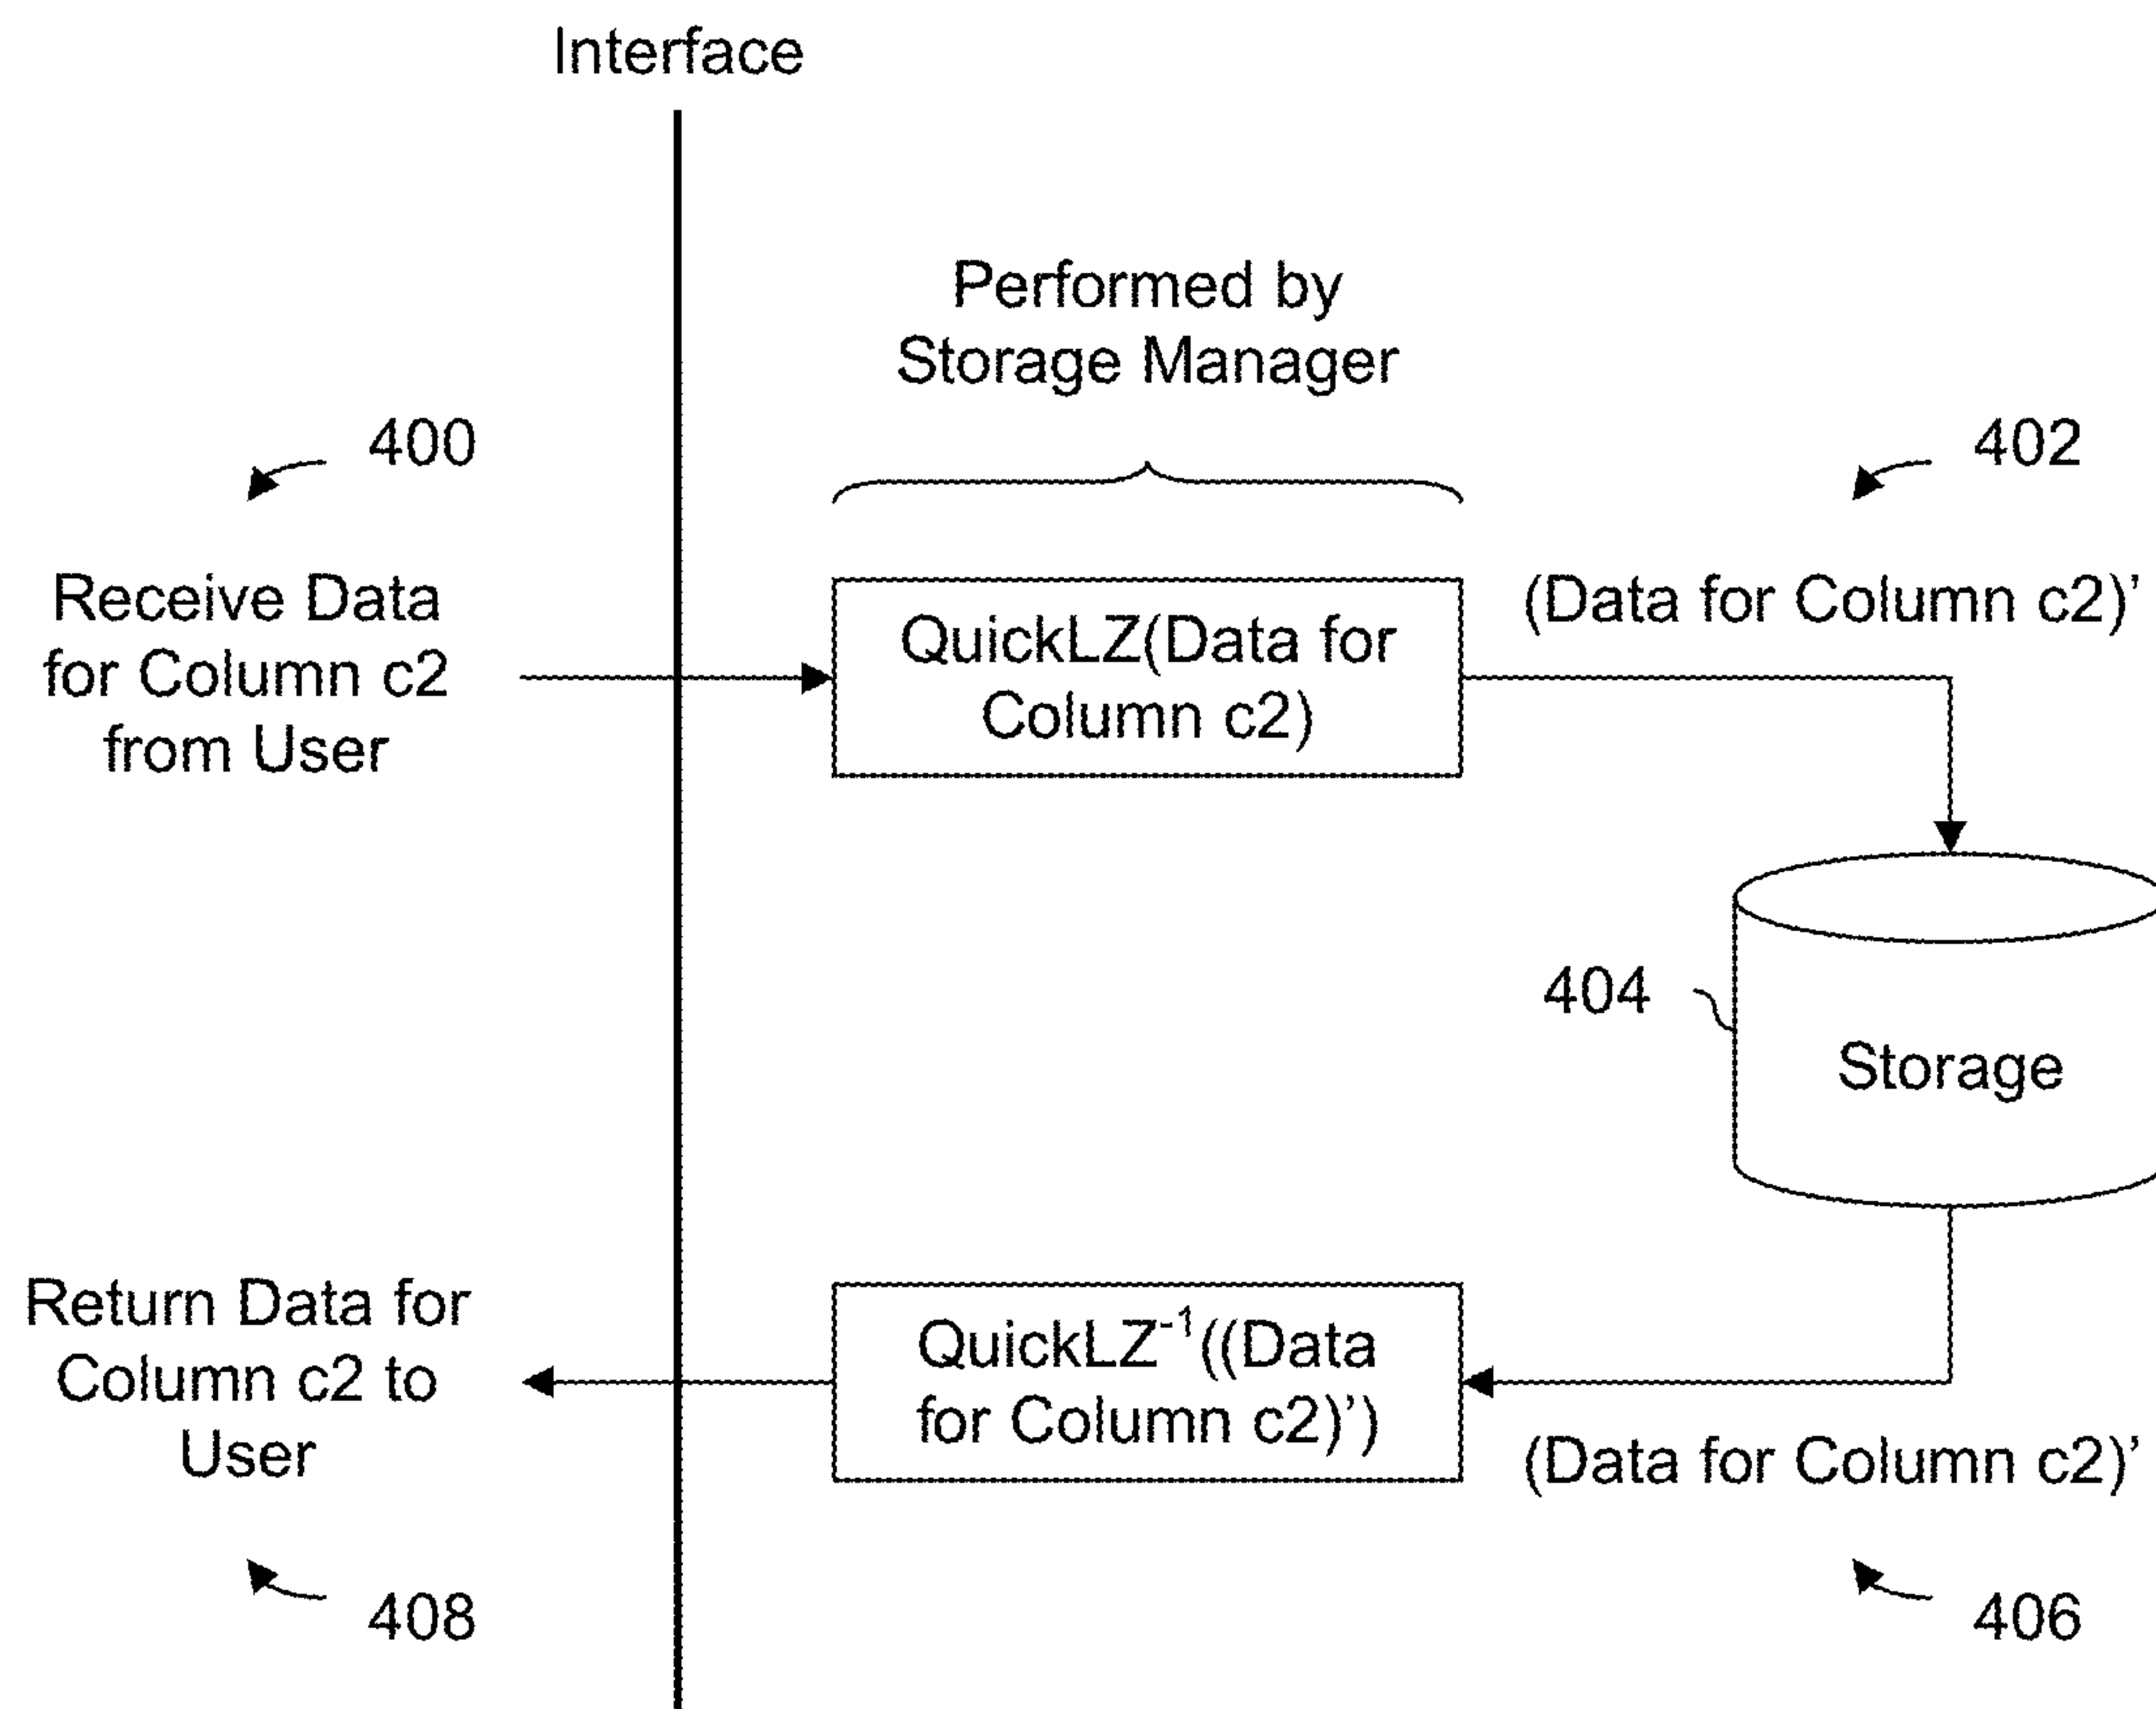 Interface
Performed by
Storage Manager
400
402
Receive Data
for Column c2
from User
QuickLZ(Data for
Column c2)
(Data for Column c2)’
404
Storage
Return Data for
Column c2 to
User
QuickLZ⁻¹((Data
for Column c2)’)
(Data for Column c2)’
408
406